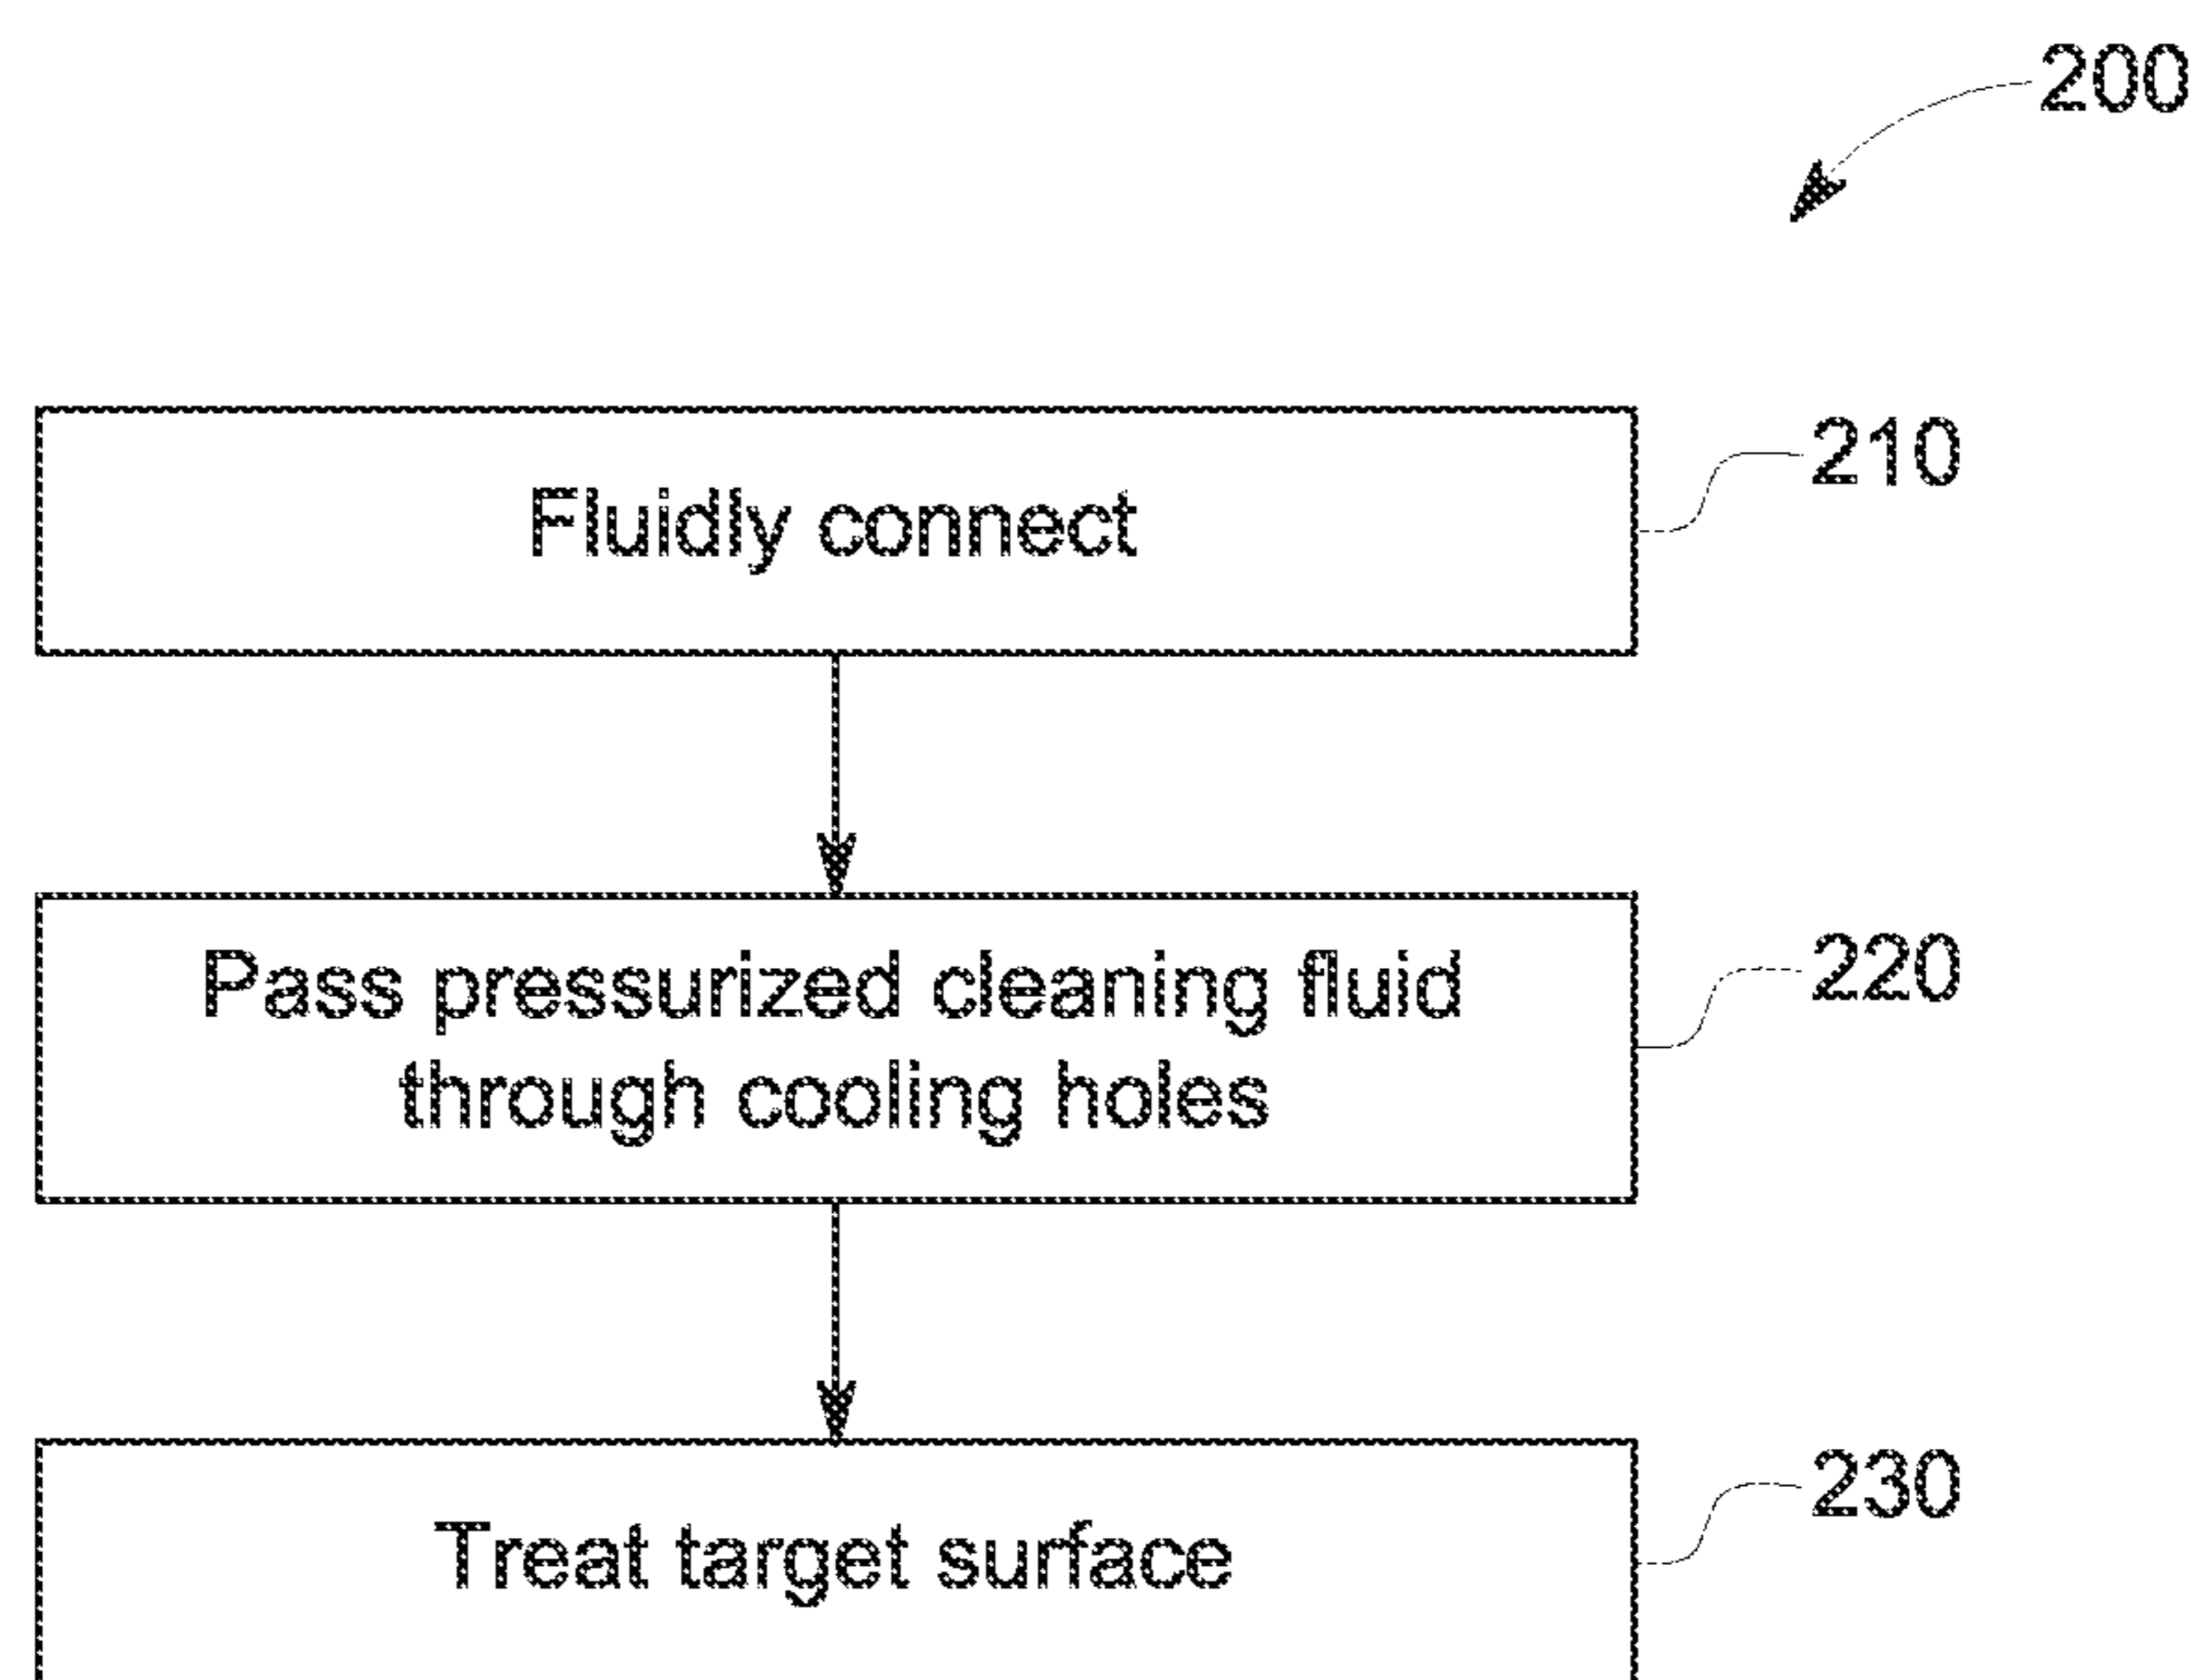 200
Fluidly connect
210
Pass pressurized cleaning fluid
through cooling holes
220
Treat target surface
230